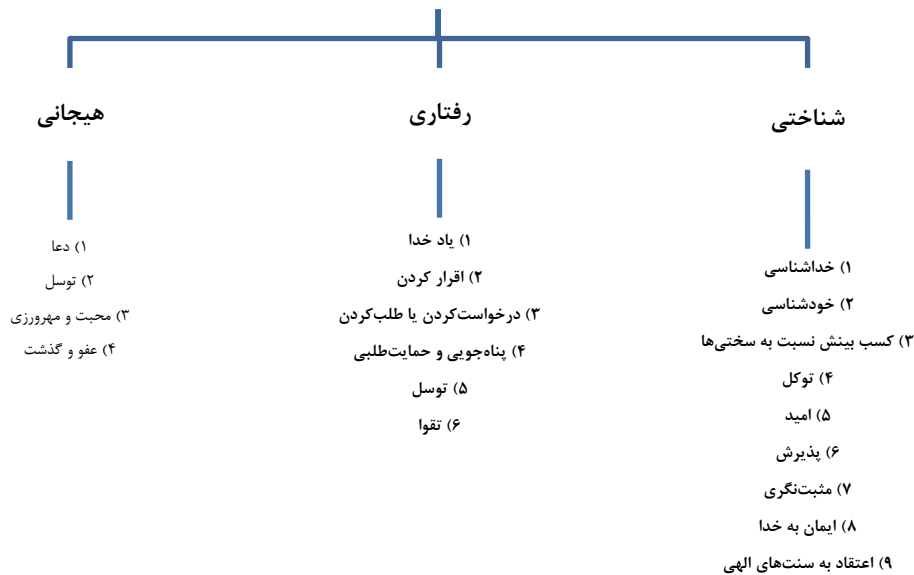 شناختی
۱) خداشناسی
۲) خودشناسی
۳) کسب بینش نسبت به سختی‌ها
۴) توکل
۵) امید
۶) پذیرش
۷) مثبت‌نگری
۸) ایمان به خدا
۹) اعتقاد به سنت‌های الهی
رفتاری
۱) یاد خدا
۲) اقرار کردن
۳) درخواست‌کردن یا طلب‌کردن
۴) پناه‌جویی و حمایت‌طلبی
۵) توسل
۶) تقوا
هیجانی
۱) دعا
۲) توسل
۳) محبت و مهرورزی
۴) عفو و گذشت